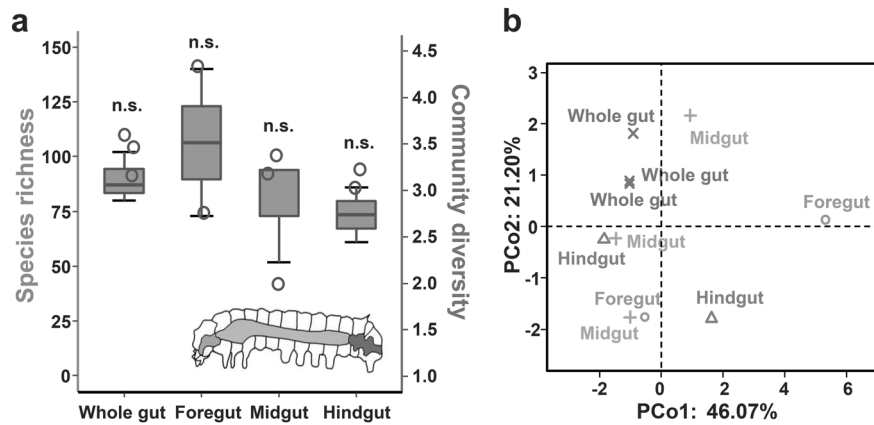 a
150
125
100
75
50
25
0
Species richness
n.s.
n.s.
n.s.
n.s.
4.5
4.0
3.5
3.0
2.5
2.0
1.5
1.0
Community diversity
Whole gut Foregut Midgut Hindgut
b
3
2
1
0
-1
-2
PCo2: 21.20%
Whole gut
Midgut
Whole gut
Whole gut
Foregut
Midgut
Hindgut
Foregut
Hindgut
Midgut
-2 0 2 4 6
PCo1: 46.07%